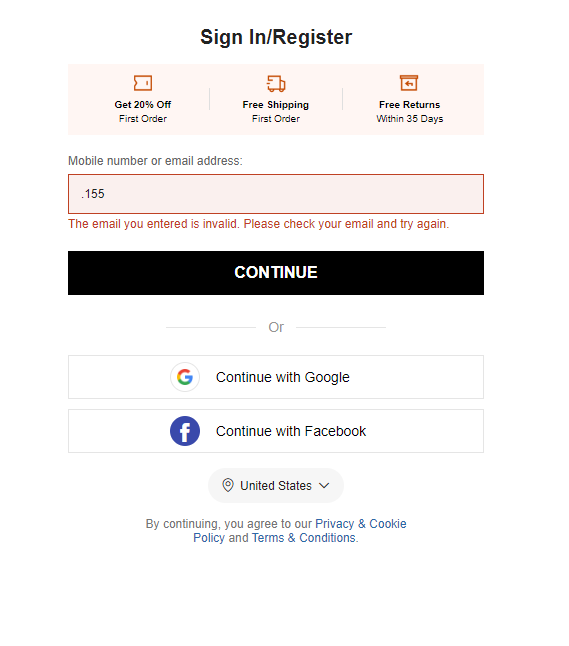 Sign In/Register
Get 20% Off
First Order
Free Shipping
First Order
Free Returns
Within 35 Days
Mobile number or email address:
.155
The email you entered is invalid. Please check your email and try again.
CONTINUE
Or
Continue with Google
Continue with Facebook
United States
By continuing, you agree to our Privacy & Cookie
Policy and Terms & Conditions.